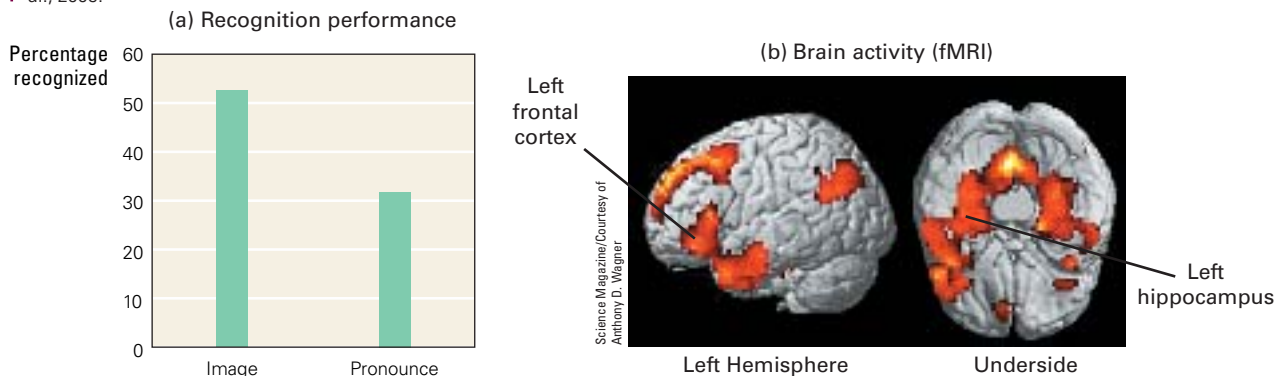 al., 2005.
(a) Recognition performance
Percentage
recognized
60
50
40
30
20
10
0
Image
Pronounce
(b) Brain activity (fMRI)
Left
frontal
cortex
Science Magazine/Courtesy of
Anthony D. Wagner
Left
hippocampus
Left Hemisphere
Underside